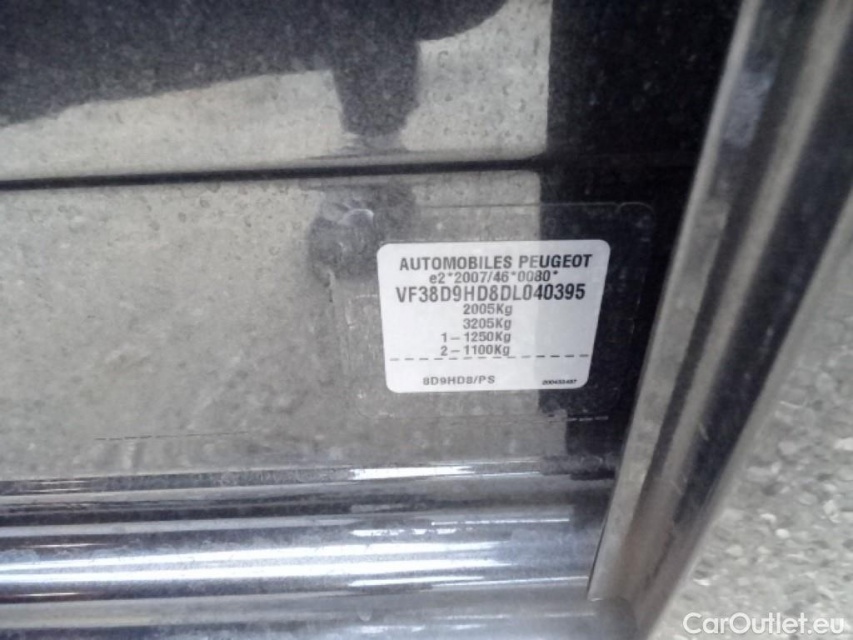 AUTOMOBILES PEUGEOT
e2*2007/46*0080*
VF38D9HD8DL040395
2005Kg
3205Kg
1-1250Kg
2-1100Kg
8D9HD8/PS
CarOutlet.eu